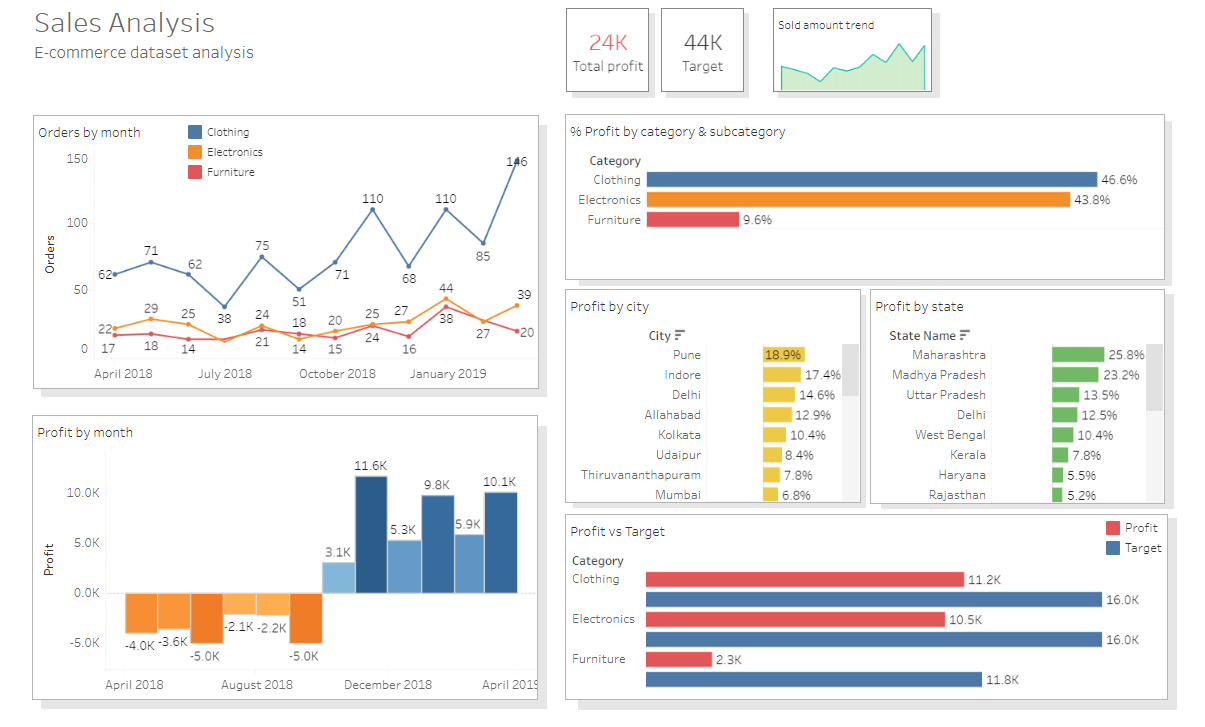 Sales Analysis
E-commerce dataset analysis
24K
Total profit
44K
Target
Sold amount trend
Orders by month
Clothing
Electronics
Furniture
Orders
150
100
50
0
62
71
62
38
75
51
71
110
68
110
85
146
22
29
25
24
14
20
25
27
44
27
39
17
18
14
21
18
15
24
16
38
20
April 2018
July 2018
October 2018
January 2019
% Profit by category & subcategory
Category
Clothing 46.6%
Electronics 43.8%
Furniture 9.6%
Profit by city
City
Pune 18.9%
Indore 17.4%
Delhi 14.6%
Allahabad 12.9%
Kolkata 10.4%
Udaipur 8.4%
Thiruvananthapuram 7.8%
Mumbai 6.8%
Profit by state
State Name
Maharashtra 25.8%
Madhya Pradesh 23.2%
Uttar Pradesh 13.5%
Delhi 12.5%
West Bengal 10.4%
Kerala 7.8%
Haryana 5.5%
Rajasthan 5.2%
Profit by month
Profit
10.0K
5.0K
0.0K
-5.0K
-4.0K
-3.6K
-5.0K
-2.1K
-2.2K
-5.0K
3.1K
11.6K
5.3K
9.8K
5.9K
10.1K
April 2018
August 2018
December 2018
April 2019
Profit vs Target
Profit
Target
Category
Clothing
11.2K
16.0K
Electronics
10.5K
16.0K
Furniture
2.3K
11.8K